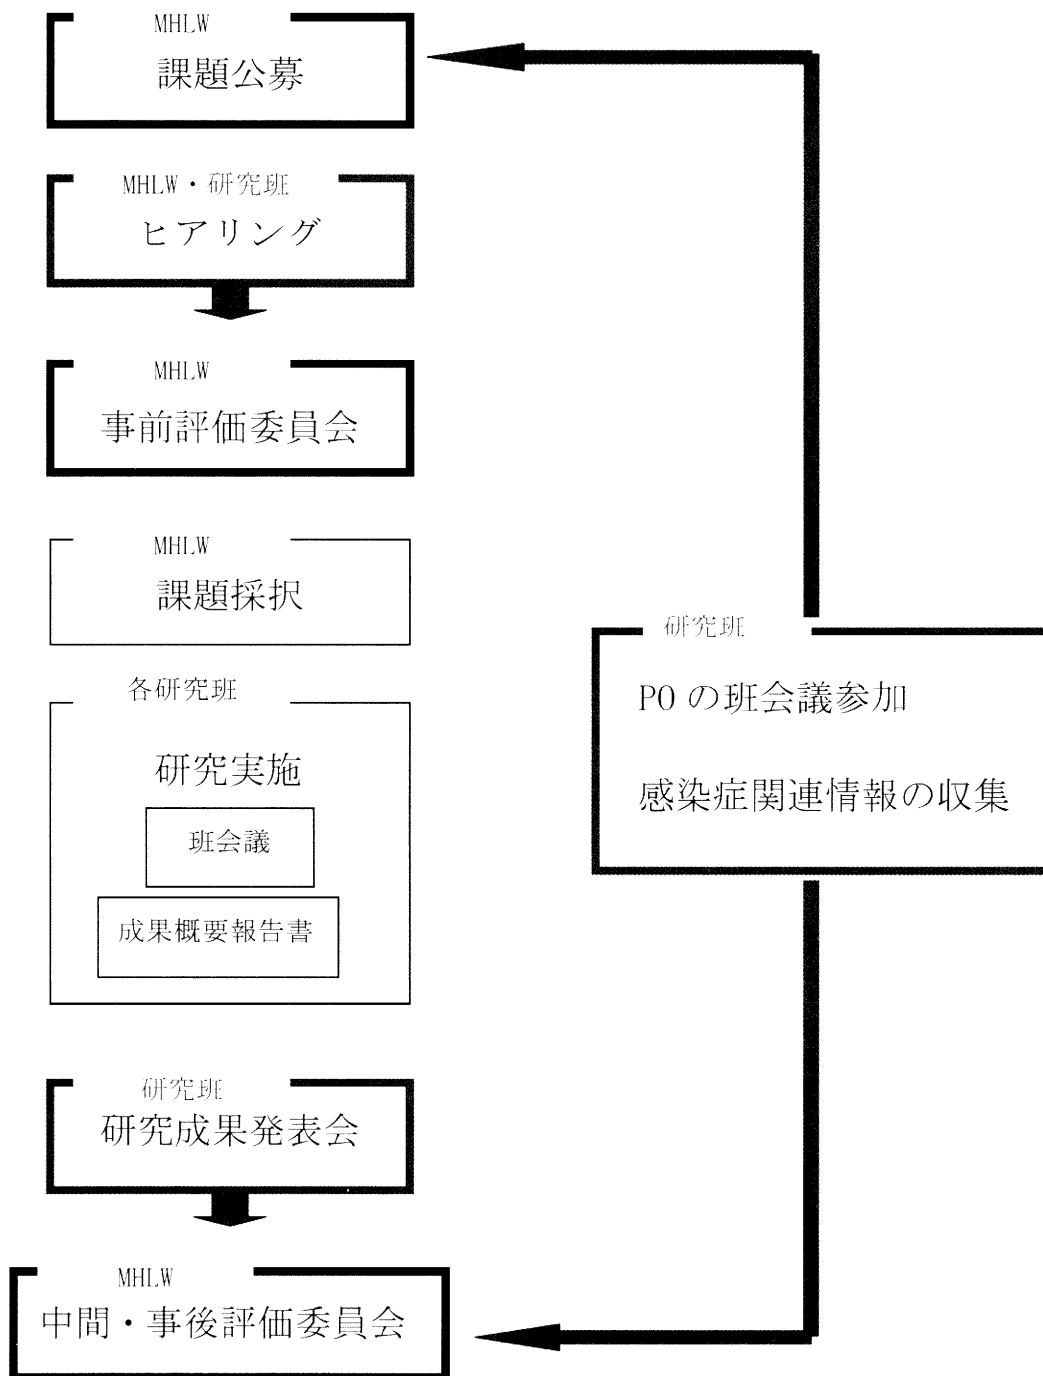 MHLW
課題公募
MHLW・研究班
ヒアリング
MHLW
事前評価委員会
MHLW
課題採択
各研究班
研究実施
班会議
成果概要報告書
研究班
研究成果発表会
MHLW
中間・事後評価委員会
研究班
POの班会議参加
感染症関連情報の収集